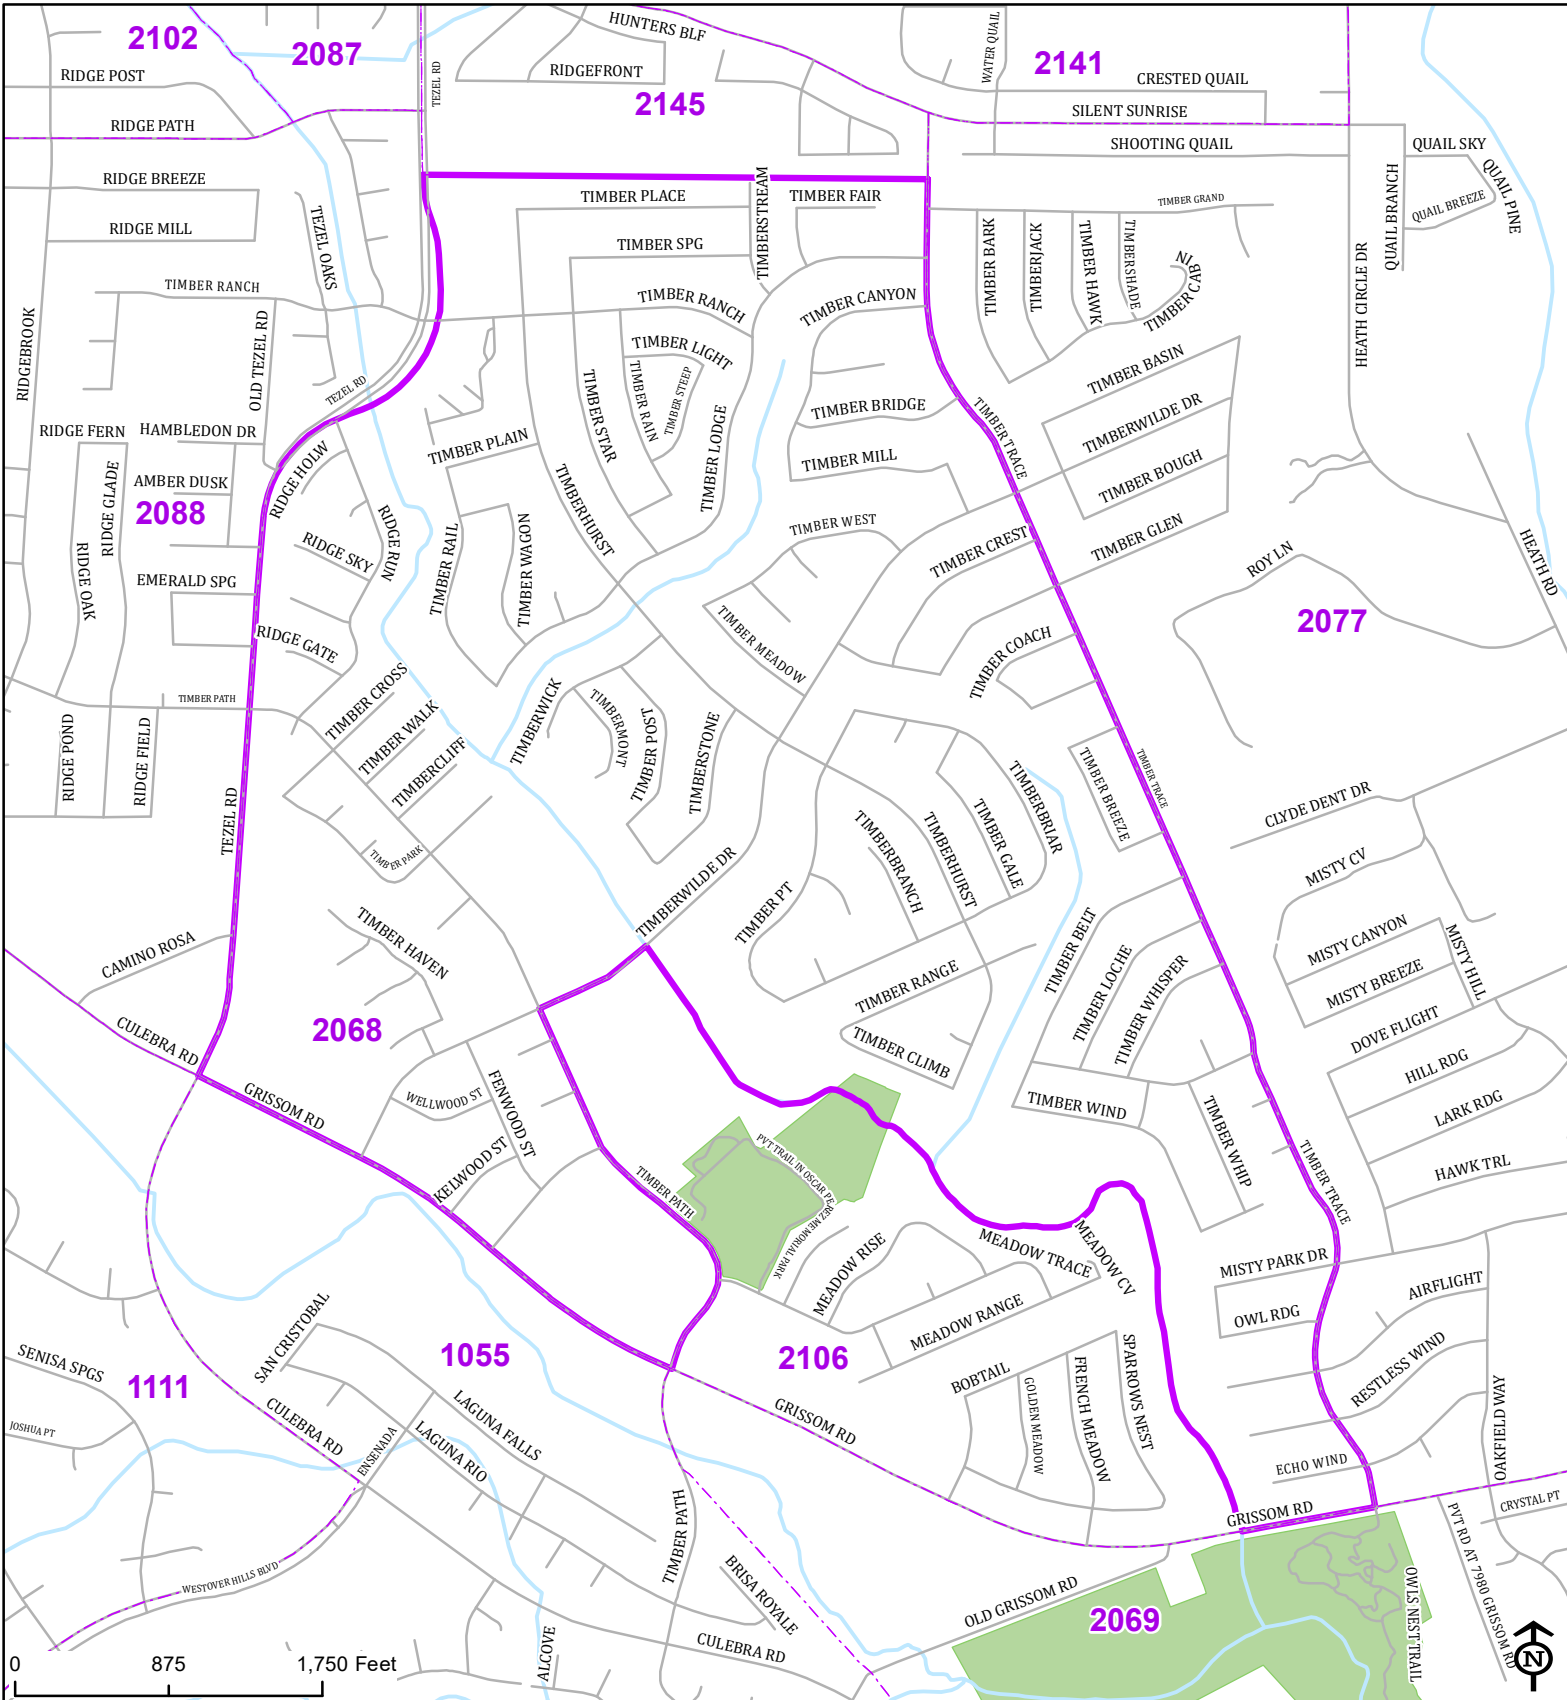 2102
2087
HUNTERS BLF
WATER QUAIL
2141
RIDGE POST
TEZEL RD
RIDGEFRONT
CRESTED QUAIL
2145
SILENT SUNRISE
RIDGE PATH
SHOOTING QUAIL
QUAIL SKY
QUAIL PINE
RIDGE BREEZE
TIMBER PLACE
TIMBERSTREAM
TIMBER FAIR
TIMBER GRAND
QUAIL BRANCH
QUAIL BREEZE
RIDGE MILL
TEZEL OAKS
TIMBER SPG
TIMBER BARK
TIMBERJACK
TIMBER HAWK
TIMBERSHADE
TIMBER CABIN
HEATH CIRCLE DR
TIMBER RANCH
TIMBER RANCH
TIMBER CANYON
RIDGEBROOK
OLD TEZEL RD
TIMBER LIGHT
TIMBER BASIN
TEZEL RD
TIMBERSTAR
TIMBER RAIN
TIMBER STEEP
TIMBER BRIDGE
TIMBER TRACE
TIMBERWILDE DR
RIDGE FERN
HAMBLEDON DR
TIMBER PLAIN
TIMBER LODGE
TIMBER MILL
TIMBER BOUGH
RIDGE GLADE
AMBER DUSK
RIDGE HOLW
TIMBERHURST
2088
RIDGE RUN
TIMBER WEST
TIMBER CREST
TIMBER GLEN
RIDGE OAK
RIDGE SKY
TIMBER RAIL
TIMBER WAGON
ROY LN
HEATH RD
EMERALD SPG
2077
RIDGE GATE
TIMBER MEADOW
TIMBER COACH
TIMBER PATH
TIMBER CROSS
TIMBERWICK
TIMBERMONT
TIMBER POST
TIMBERSTONE
RIDGE POND
RIDGE FIELD
TIMBER WALK
TIMBERCLIFF
TIMBER BREEZE
TIMBER TRACE
TEZEL RD
TIMBERBRIAR
CLYDE DENT DR
TIMBER PARK
TIMBERBRANCH
TIMBERHURST
TIMBER GALE
MISTY CV
TIMBERWILDE DR
TIMBER PT
CAMINO ROSA
TIMBER HAVEN
TIMBER BELT
MISTY CANYON
MISTY HILL
TIMBER RANGE
TIMBER LOCHE
TIMBER WHISPER
MISTY BREEZE
2068
CULEBRA RD
TIMBER CLIMB
DOVE FLIGHT
HILL RDG
GRISSOM RD
WELLWOOD ST
FENWOOD ST
TIMBER WIND
LARK RDG
TIMBER WHIP
KELWOOD ST
TIMBER PATH
PVT TRAIL IN OSCAR PEREZ MEMORIAL PARK
TIMBER TRACE
HAWK TRL
MEADOW RISE
MEADOW TRACE
MEADOW CV
MISTY PARK DR
AIRFLIGHT
SAN CRISTOBAL
MEADOW RANGE
OWL RDG
SENISA SPGS
1055
2106
BOBTAIL
SPARROWS NEST
RESTLESS WIND
1111
JOSHUA PT
CULEBRA RD
LAGUNA FALLS
GRISSOM RD
GOLDEN MEADOW
FRENCH MEADOW
OAKFIELD WAY
ENSENADA
LAGUNA RIO
ECHO WIND
TIMBER PATH
GRISSOM RD
CRYSTAL PT
PVT RD AT 7980 GRISSOM RD
WESTOVER HILLS BLVD
BRISA ROYALE
OLD GRISSOM RD
2069
OWLS NEST TRAIL
ALCOVE
CULEBRA RD
0 875 1,750 Feet
N